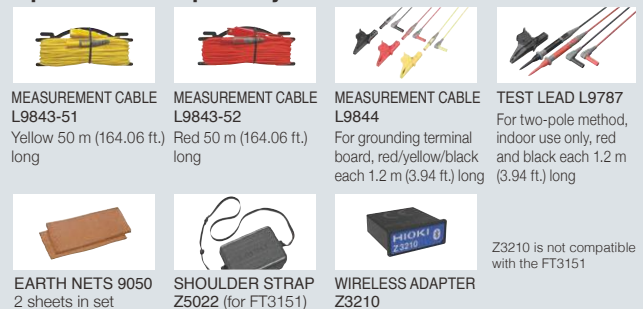 MEASUREMENT CABLE
L9843-51
Yellow 50 m (164.06 ft.)
long
MEASUREMENT CABLE
L9843-52
Red 50 m (164.06 ft.)
long
MEASUREMENT CABLE
L9844
For grounding terminal
board, red/yellow/black
each 1.2 m (3.94 ft.) long
TEST LEAD L9787
For two-pole method,
indoor use only, red
and black each 1.2 m
(3.94 ft.) long
EARTH NETS 9050
2 sheets in set
SHOULDER STRAP
Z5022 (for FT3151)
HIOKI
Z3210
WIRELESS ADAPTER
Z3210
Z3210 is not compatible
with the FT3151